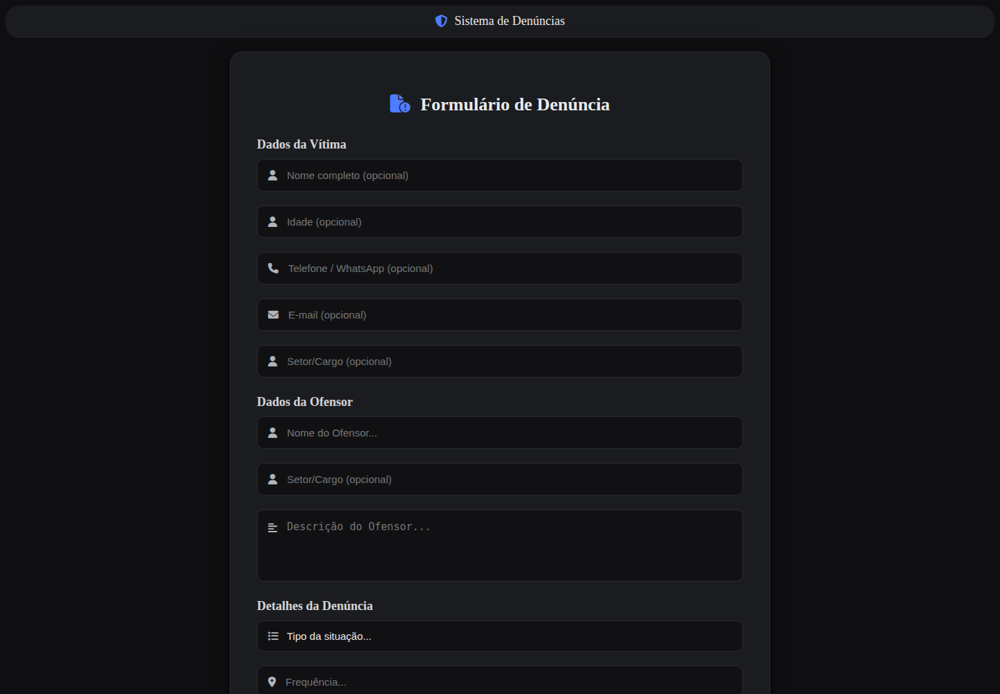 Sistema de Denúncias
Formulário de Denúncia
Dados da Vítima
Nome completo (opcional)
Idade (opcional)
Telefone / WhatsApp (opcional)
E-mail (opcional)
Setor/Cargo (opcional)
Dados da Ofensor
Nome do Ofensor...
Setor/Cargo (opcional)
Descrição do Ofensor...
Detalhes da Denúncia
Tipo da situação...
Frequência...